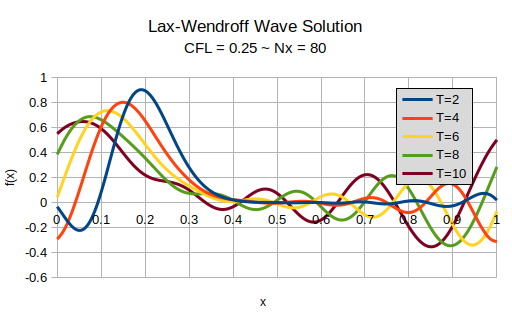 Lax-Wendroff Wave Solution
CFL = 0.25 ~ Nx = 80
1
0.8
0.6
0.4
0.2
0
-0.2
-0.4
-0.6
f(x)
T=2
T=4
T=6
T=8
T=10
0 0.1 0.2 0.3 0.4 0.5 0.6 0.7 0.8 0.9 1
x